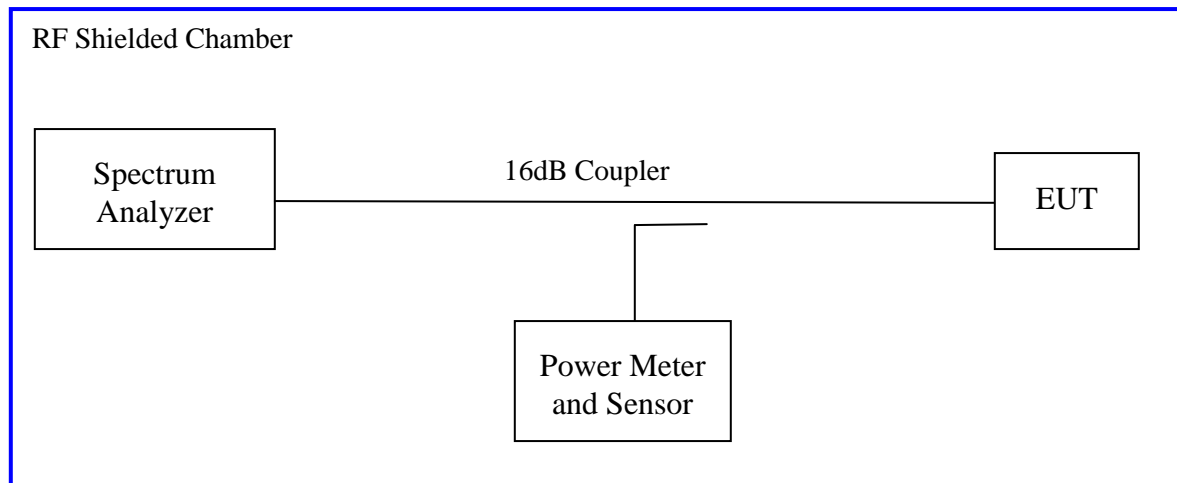 RF Shielded Chamber
Spectrum
Analyzer
16dB Coupler
EUT
Power Meter
and Sensor